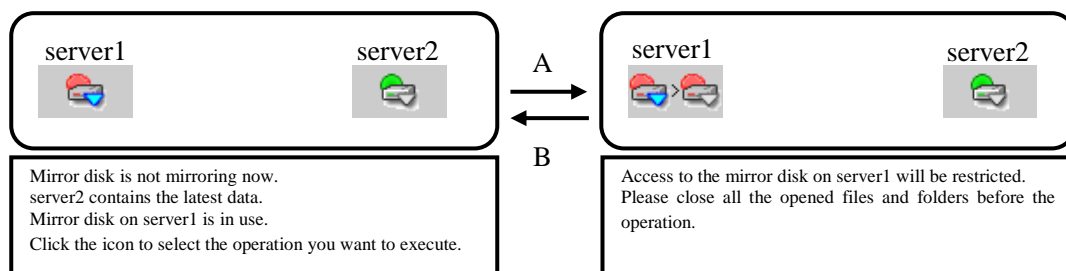 server1
server2
A
B
server1
>
server2
Mirror disk is not mirroring now.
server2 contains the latest data.
Mirror disk on server1 is in use.
Click the icon to select the operation you want to execute.
Access to the mirror disk on server1 will be restricted.
Please close all the opened files and folders before the
operation.